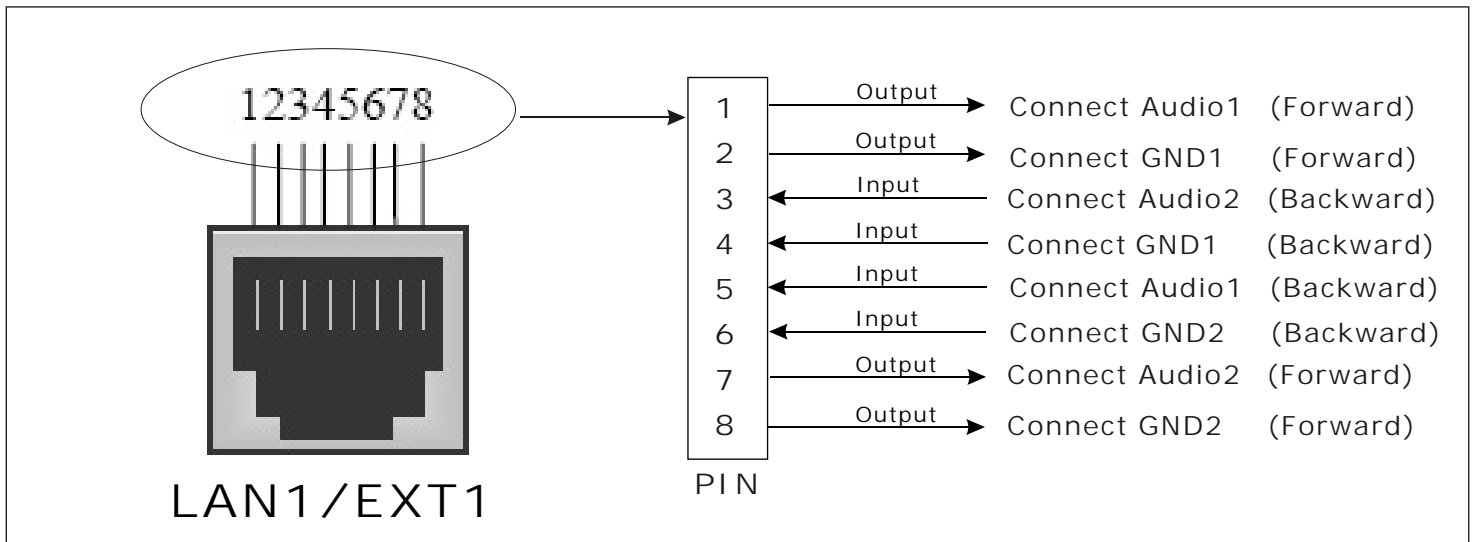 12345678
LAN1/EXT1
1 Output Connect Audio1 (Forward)
2 Output Connect GND1 (Forward)
3 Input Connect Audio2 (Backward)
4 Input Connect GND1 (Backward)
5 Input Connect Audio1 (Backward)
6 Input Connect GND2 (Backward)
7 Output Connect Audio2 (Forward)
8 Output Connect GND2 (Forward)
PIN